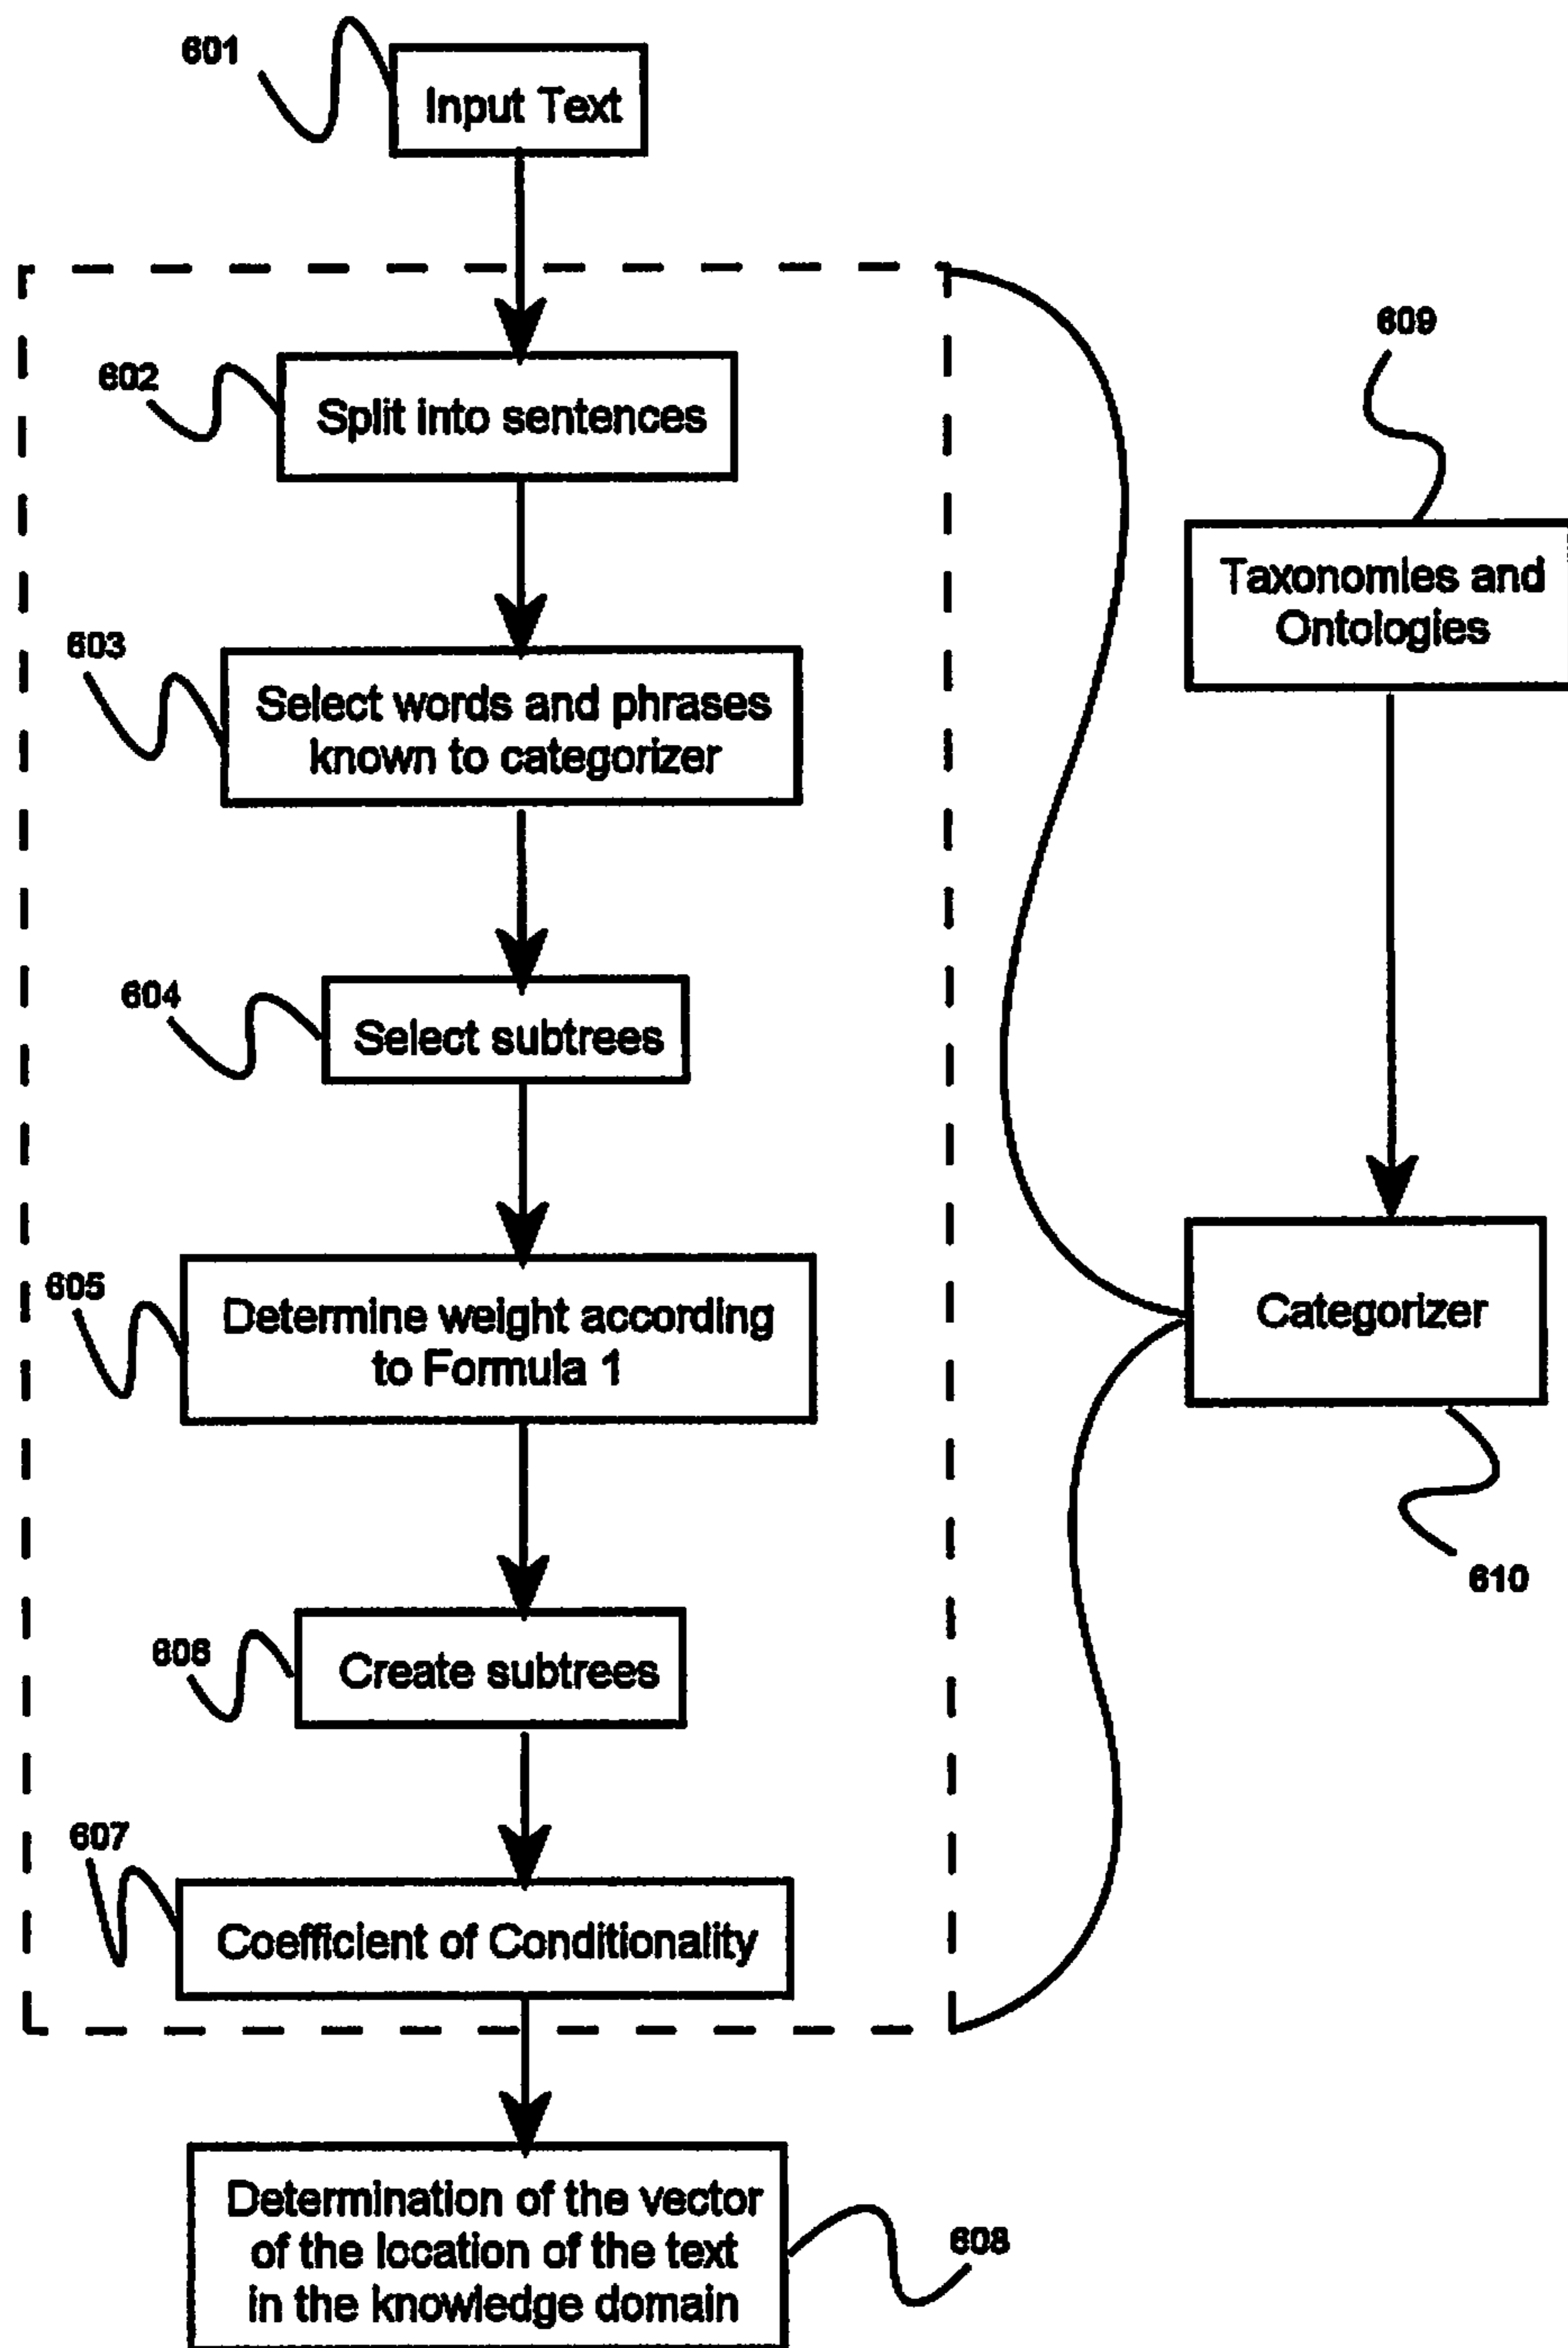 601
Input Text
602
Split into sentences
609
Taxonomies and
Ontologies
603
Select words and phrases
known to categorizer
604
Select subtrees
605
Determine weight according
to Formula 1
Categorizer
610
606
Create subtrees
607
Coefficient of Conditionality
608
Determination of the vector
of the location of the text
in the knowledge domain